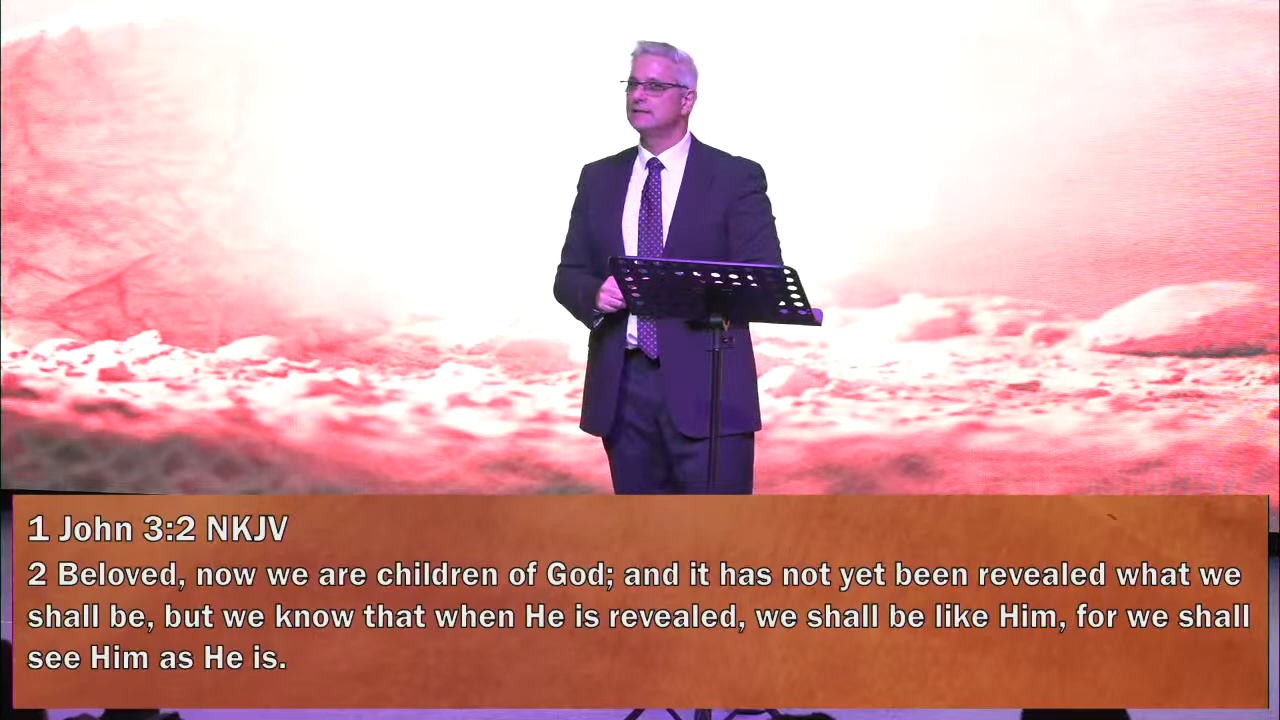 1 John 3:2 NKJV
2 Beloved, now we are children of God; and it has not yet been revealed what we
shall be, but we know that when He is revealed, we shall be like Him, for we shall
see Him as He is.